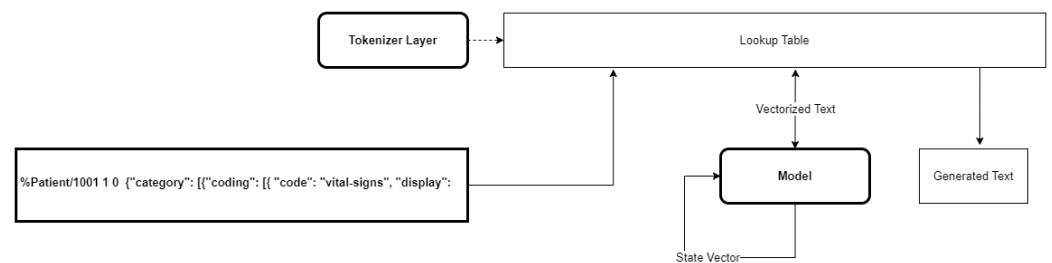 Tokenizer Layer
Lookup Table
Vectorized Text
%Patient/1001 1 0  {"category": [{"coding": [{ "code": "vital-signs", "display":
Model
Generated Text
State Vector